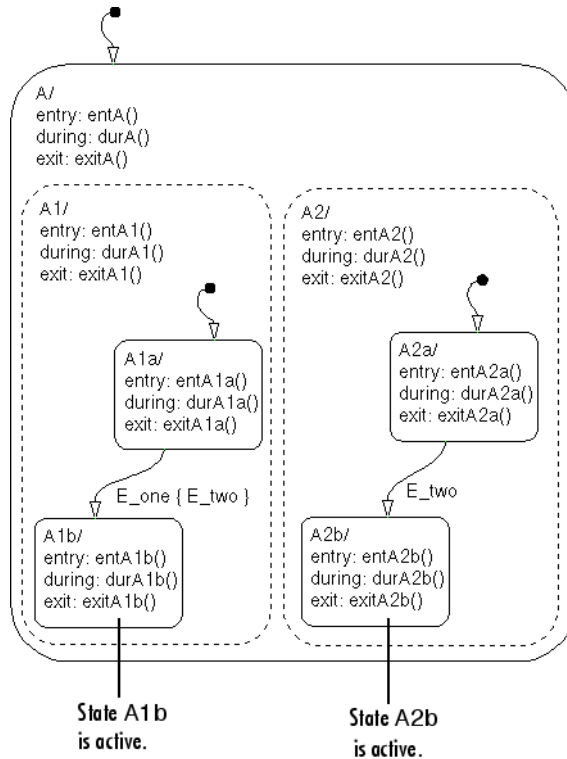 A/
entry: entA()
during: durA()
exit: exitA()
A1/
entry: entA1()
during: durA1()
exit: exitA1()
A1a/
entry: entA1a()
during: durA1a()
exit: exitA1a()
E_one { E_two }
A1b/
entry: entA1b()
during: durA1b()
exit: exitA1b()
A2/
entry: entA2()
during: durA2()
exit: exitA2()
A2a/
entry: entA2a()
during: durA2a()
exit: exitA2a()
E_two
A2b/
entry: entA2b()
during: durA2b()
exit: exitA2b()
State A1b
is active.
State A2b
is active.